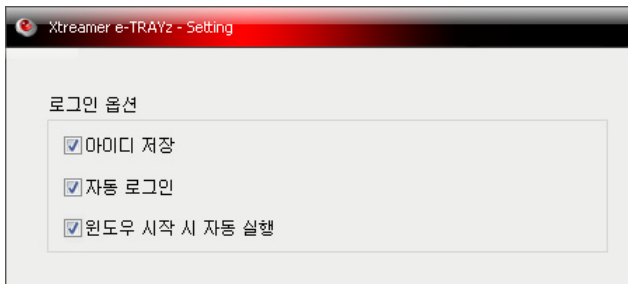 Xtreamer e-TRAYz - Setting
로그인 옵션
아이디 저장
자동 로그인
윈도우 시작 시 자동 실행